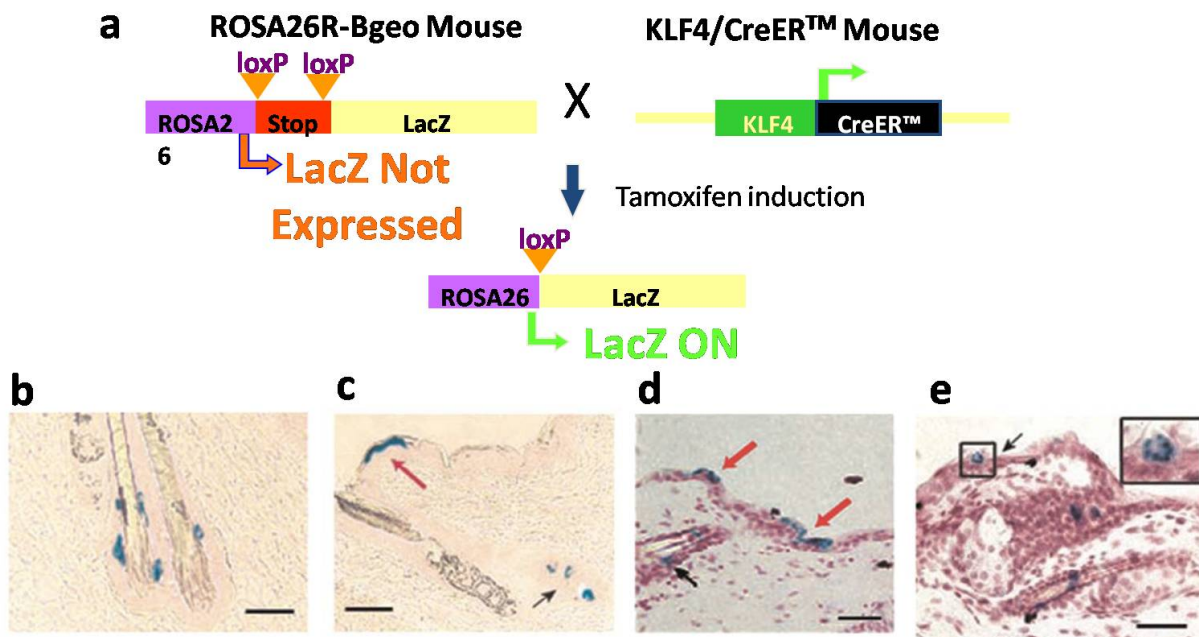 a
ROSA26R-Bgeo Mouse
KLF4/CreER™ Mouse
loxP loxP
ROSA2
6
Stop
LacZ
X
KLF4
CreER™
LacZ Not
Expressed
Tamoxifen induction
loxP
ROSA26
LacZ
LacZ ON
b
c
d
e